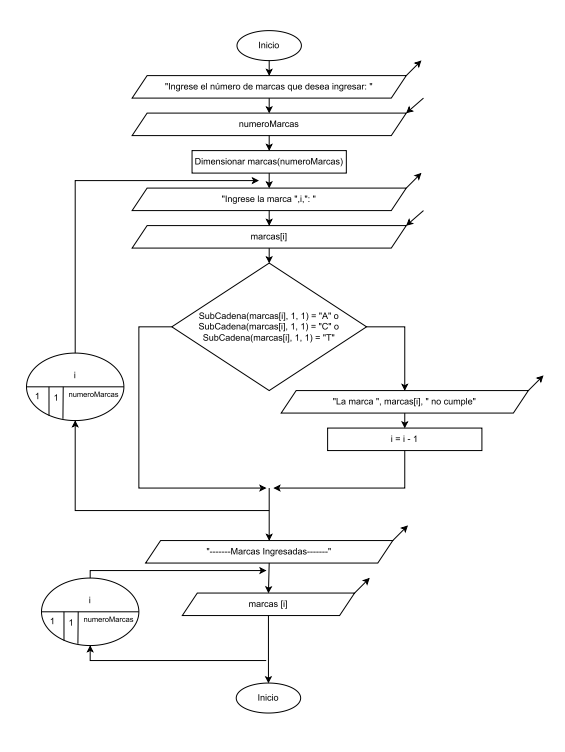 Inicio
"Ingrese el número de marcas que desea ingresar: "
numeroMarcas
Dimensionar marcas(numeroMarcas)
"Ingrese la marca ",i,": "
marcas[i]
SubCadena(marcas[i], 1, 1) = "A" o
SubCadena(marcas[i], 1, 1) = "C" o
SubCadena(marcas[i], 1, 1) = "T"
i
1 1 numeroMarcas
"La marca ", marcas[i], " no cumple"
i = i - 1
"-------Marcas Ingresadas-------"
i
1 1 numeroMarcas
marcas [i]
Inicio